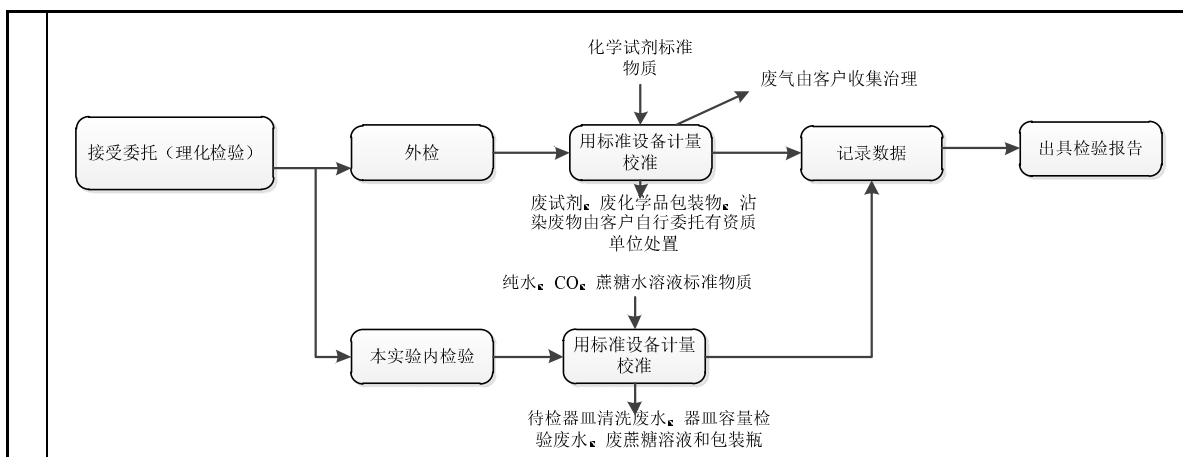 化学试剂标准
物质
废气由客户收集治理
接受委托（理化检验）
外检
用标准设备计量
校准
记录数据
出具检验报告
废试剂、废化学品包装物、沾
染废物由客户自行委托有资质
单位处置
纯水、CO、蔗糖水溶液标准物质
本实验内检验
用标准设备计量
校准
待检器皿清洗废水、器皿容量检
验废水、废蔗糖溶液和包装瓶